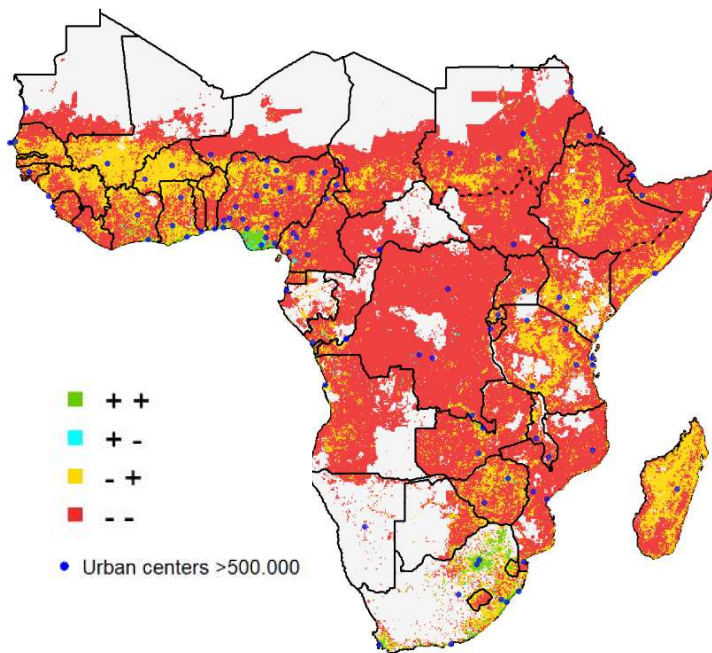 + +
+ -
- +
- -
Urban centers >500.000